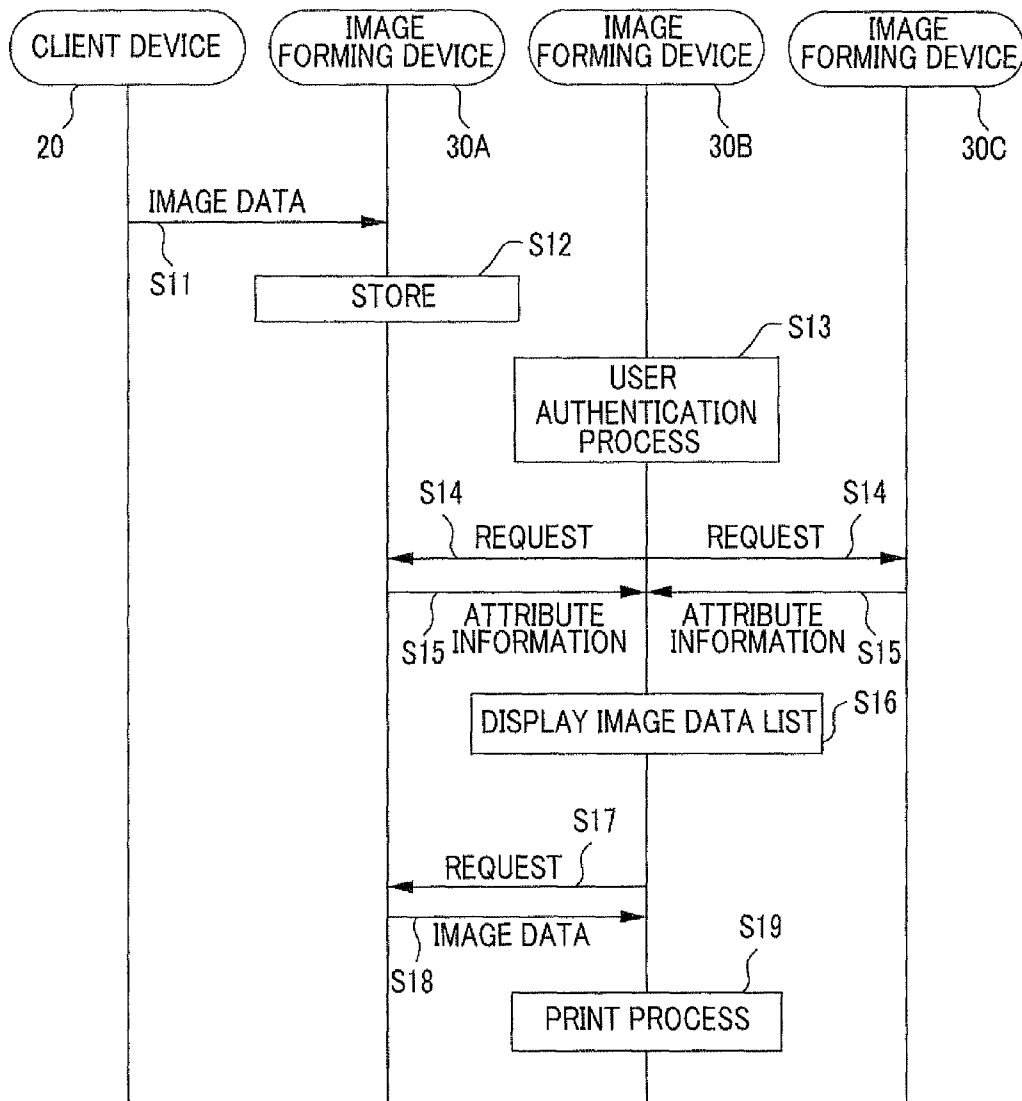 CLIENT DEVICE
IMAGE
FORMING DEVICE
IMAGE
FORMING DEVICE
IMAGE
FORMING DEVICE
20
30A
30B
30C
IMAGE DATA
S11
S12
STORE
S13
USER
AUTHENTICATION
PROCESS
S14
REQUEST
REQUEST
S14
S15
ATTRIBUTE
INFORMATION
ATTRIBUTE
INFORMATION
S15
DISPLAY IMAGE DATA LIST
S16
S17
REQUEST
IMAGE DATA
S18
S19
PRINT PROCESS